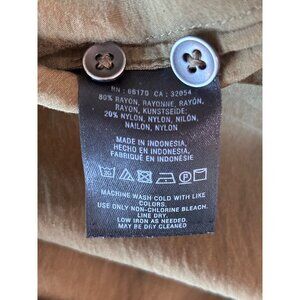 RN : 66170 CA : 32054
80% RAYON, RAYONNE, RAYÓN,
RAYON, KUNSTSEIDE;
20% NYLON, NYLON, NILÓN,
NAILON, NYLON
MADE IN INDONESIA,
HECHO EN INDONESIA,
FABRIQUÉ EN INDONÉSIE
MACHINE WASH COLD WITH LIKE
COLORS.
USE ONLY NON-CHLORINE BLEACH.
LINE DRY.
LOW IRON AS NEEDED.
MAY BE DRY CLEANED